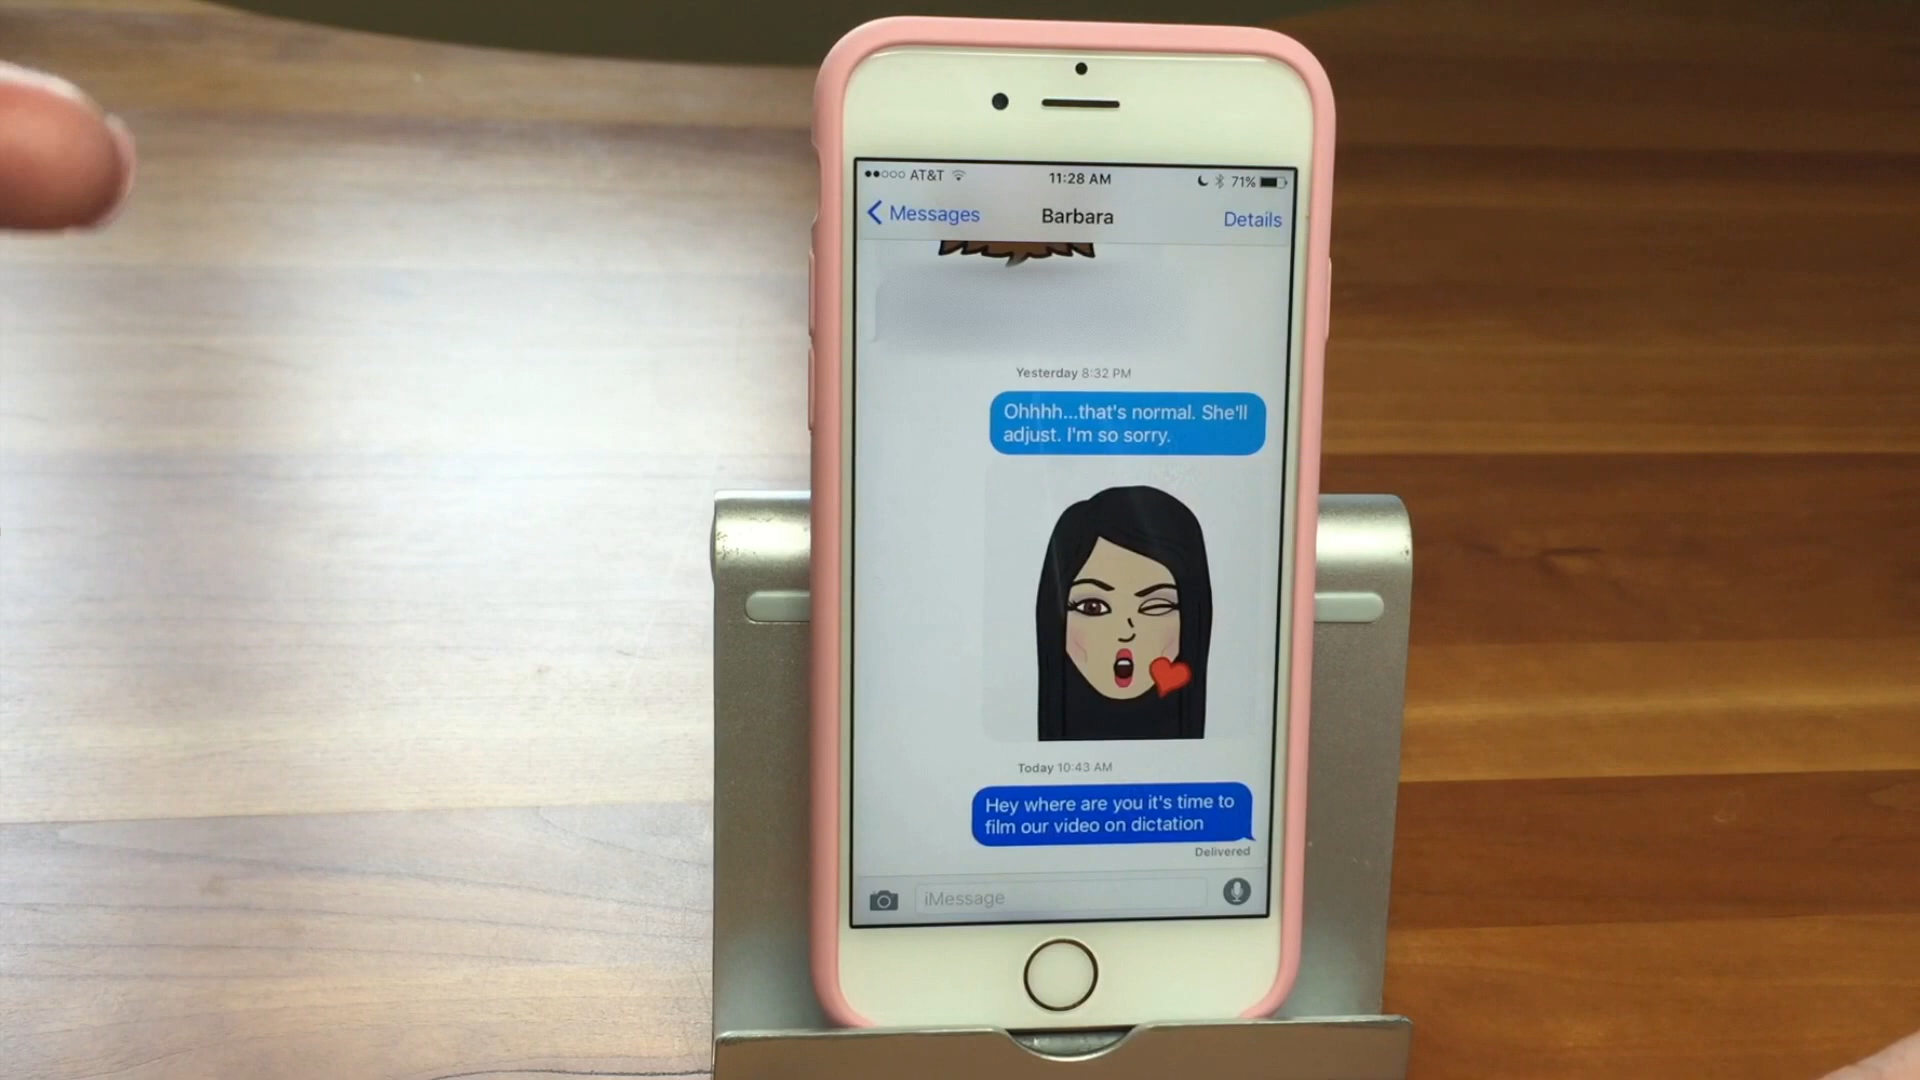 AT&T 11:28 AM 71%
Messages Barbara Details
Yesterday 8:32 PM
Ohhhh...that's normal. She'll
adjust. I'm so sorry.
Today 10:43 AM
Hey where are you it's time to
film our video on dictation
Delivered
iMessage